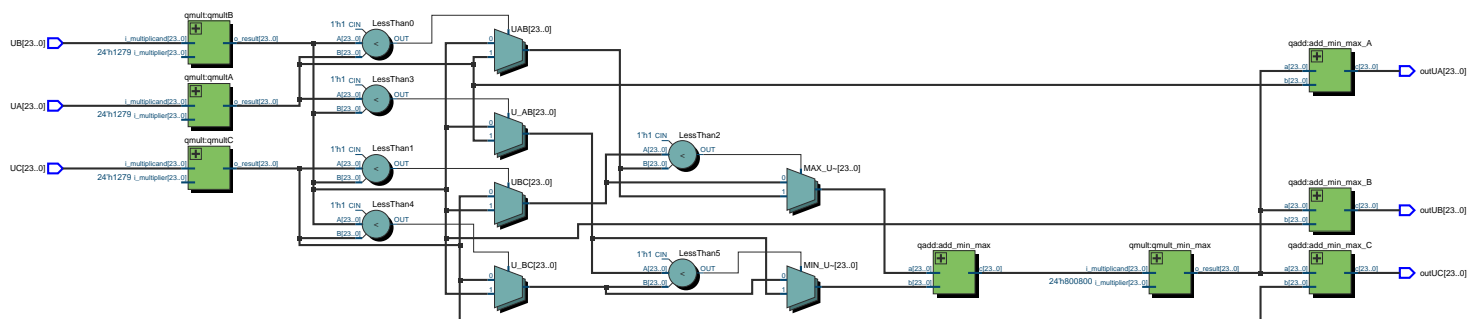 qmult:qmultB
UB[23..0]
i_multiplicand[23..0]
24'h1279 i_multiplier[23..0]
o_result[23..0]
qmult:qmultA
UA[23..0]
i_multiplicand[23..0]
24'h1279 i_multiplier[23..0]
o_result[23..0]
qmult:qmultC
UC[23..0]
i_multiplicand[23..0]
24'h1279 i_multiplier[23..0]
o_result[23..0]
LessThan0
1'h1 CIN
A[23..0]
B[23..0]
<
OUT
LessThan3
1'h1 CIN
A[23..0]
B[23..0]
<
OUT
LessThan1
1'h1 CIN
A[23..0]
B[23..0]
<
OUT
LessThan4
1'h1 CIN
A[23..0]
B[23..0]
<
OUT
UAB[23..0]
0
1
U_AB[23..0]
0
1
UBC[23..0]
0
1
U_BC[23..0]
0
1
LessThan2
1'h1 CIN
A[23..0]
B[23..0]
<
OUT
LessThan5
1'h1 CIN
A[23..0]
B[23..0]
<
OUT
MAX_U~[23..0]
0
1
MIN_U~[23..0]
0
1
qadd:add_min_max
a[23..0]
b[23..0]
c[23..0]
qmult:qmult_min_max
i_multiplicand[23..0]
24'h800800 i_multiplier[23..0]
o_result[23..0]
qadd:add_min_max_A
a[23..0]
b[23..0]
c[23..0]
outUA[23..0]
qadd:add_min_max_B
a[23..0]
b[23..0]
c[23..0]
outUB[23..0]
qadd:add_min_max_C
a[23..0]
b[23..0]
c[23..0]
outUC[23..0]